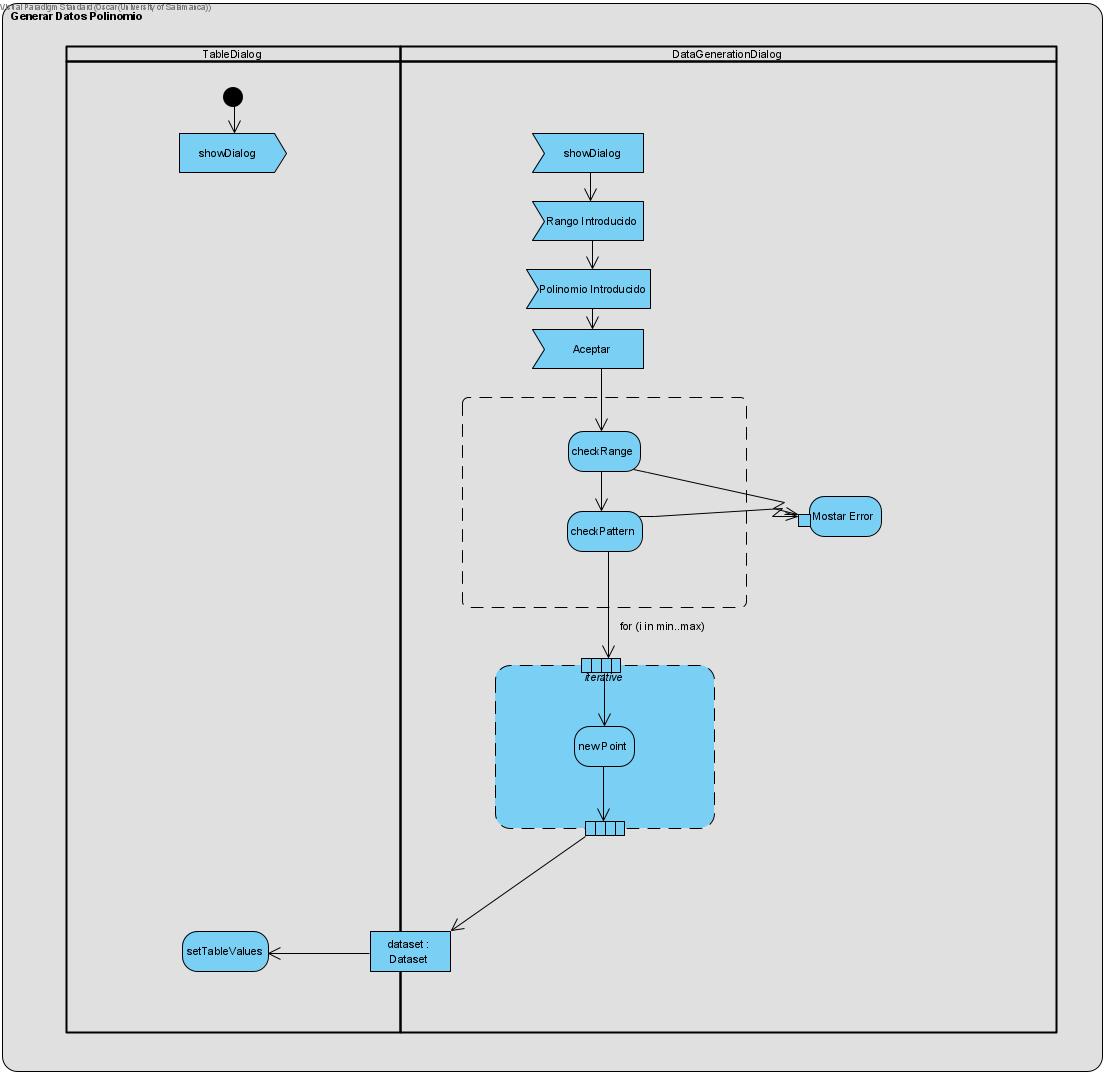 Visual Paradigm Standard (Oscar (University of Salamanca))
Generar Datos Polinomio
TableDialog
DataGenerationDialog
showDialog
showDialog
Rango Introducido
Polinomio Introducido
Aceptar
checkRange
Mostar Error
checkPattern
for (i in min..max)
iterative
newPoint
dataset :
Dataset
setTableValues